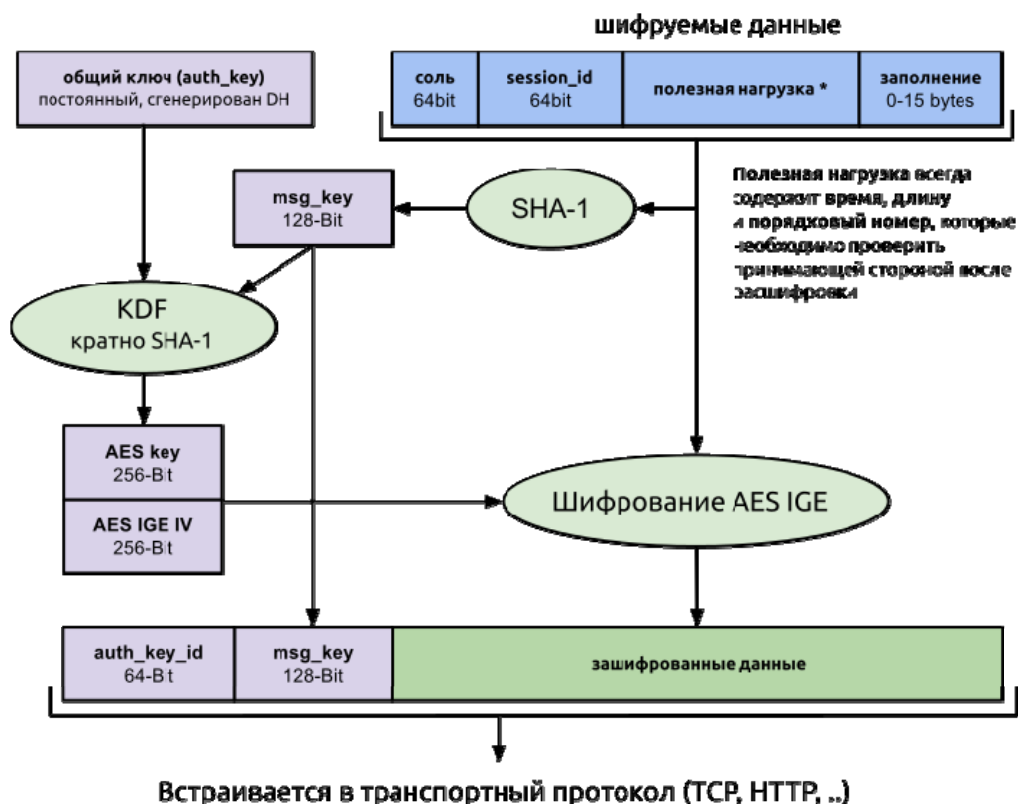 шифруемые данные
общий ключ (auth_key)
постоянный, сгенерирован DH
соль
64bit
session_id
64bit
полезная нагрузка *
заполнение
0-15 bytes
msg_key
128-Bit
SHA-1
Полезная нагрузка всегда
содержит время, длину
и порядковый номер, которые
необходимо проверить
принимающей стороной после
расшифровки
KDF
кратно SHA-1
AES key
256-Bit
AES IGE IV
256-Bit
Шифрование AES IGE
auth_key_id
64-Bit
msg_key
128-Bit
зашифрованные данные
Встраивается в транспортный протокол (TCP, HTTP, ..)